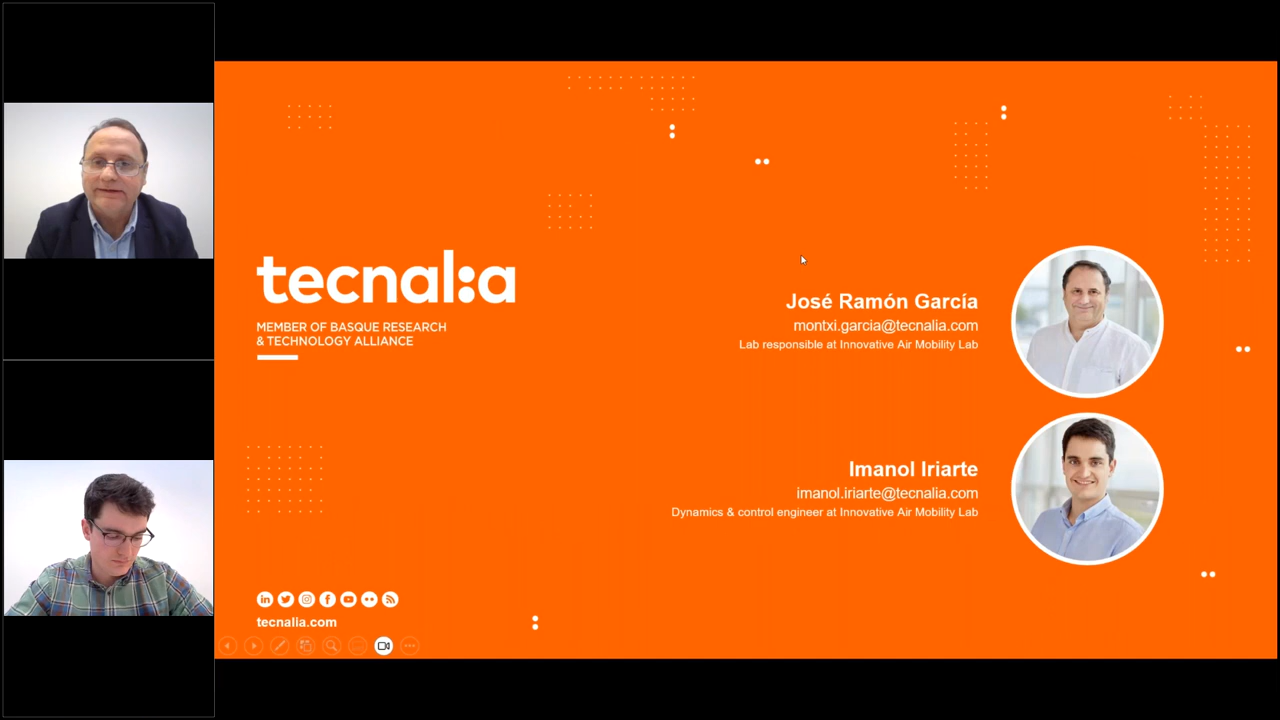 tecnalia
MEMBER OF BASQUE RESEARCH
& TECHNOLOGY ALLIANCE
José Ramón García
montxi.garcia@tecnalia.com
Lab responsible at Innovative Air Mobility Lab
Imanol Iriarte
imanol.iriarte@tecnalia.com
Dynamics & control engineer at Innovative Air Mobility Lab
tecnalia.com